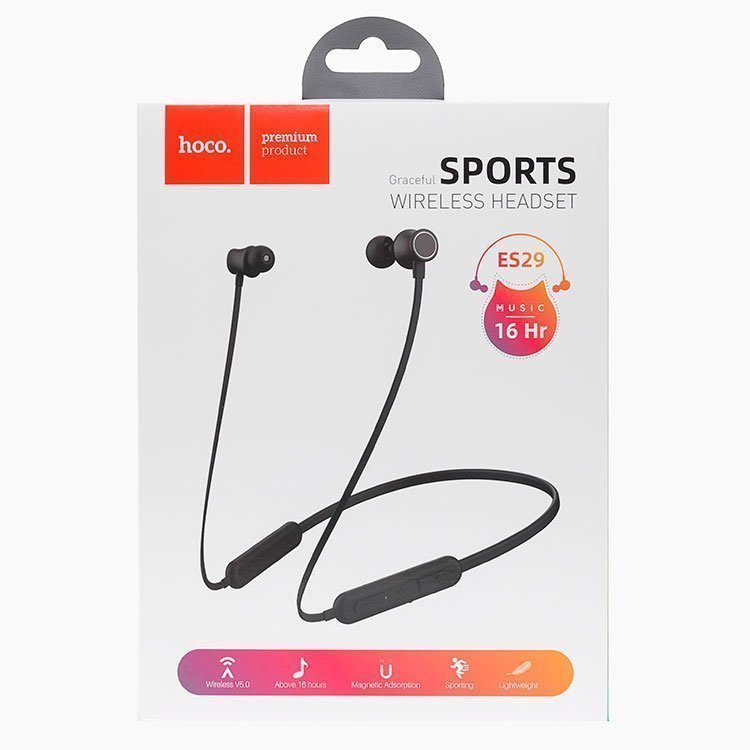 hoco.
premium
product
Graceful SPORTS
WIRELESS HEADSET
ES29
MUSIC
16 Hr
Wireless V5.0
Above 16 hours
Magnetic Adsorption
Sporting
Lightweight